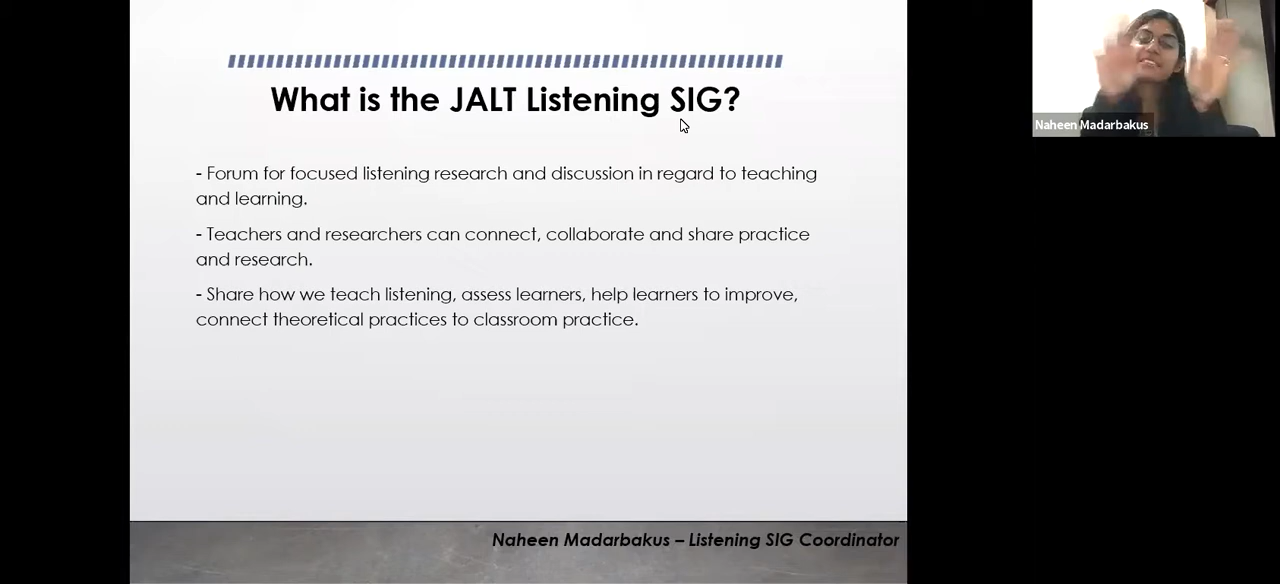 What is the JALT Listening SIG?
- Forum for focused listening research and discussion in regard to teaching
and learning.
- Teachers and researchers can connect, collaborate and share practice
and research.
- Share how we teach listening, assess learners, help learners to improve,
connect theoretical practices to classroom practice.
Naheen Madarbakus – Listening SIG Coordinator
Naheen Madarbakus